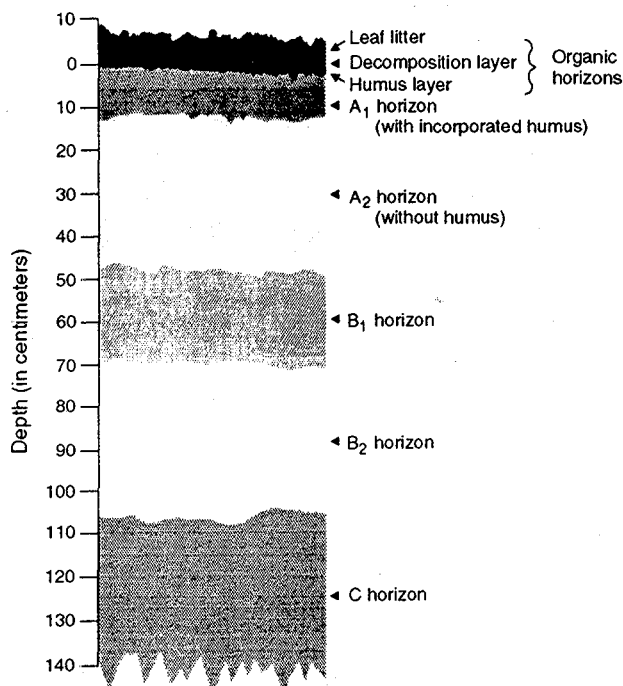 Depth (in centimeters)
10
0
10
20
30
40
50
60
70
80
90
100
110
120
130
140
Leaf litter
Decomposition layer
Humus layer
Organic
horizons
A1 horizon
(with incorporated humus)
A2 horizon
(without humus)
B1 horizon
B2 horizon
C horizon